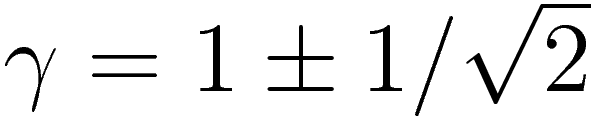 γ = 1 ± 1/√2